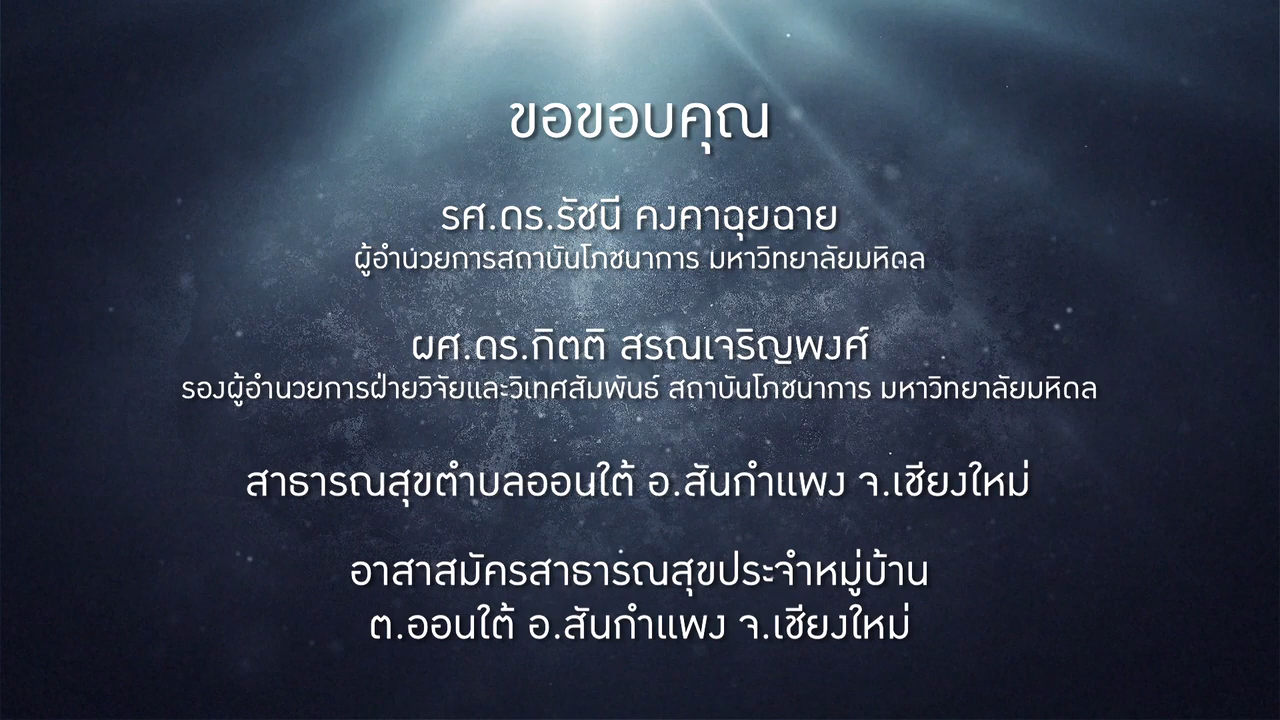 ขอขอบคุณ
รศ.ดร.รัชนี คงคาฉุยฉาย
ผู้อำนวยการสถาบันโภชนาการ มหาวิทยาลัยมหิดล
ผศ.ดร.กิตติ สรณเจริญพงศ์
รองผู้อำนวยการฝ่ายวิจัยและวิเทศสัมพันธ์ สถาบันโภชนาการ มหาวิทยาลัยมหิดล
สาธารณสุขตำบลออนใต้ อ.สันกำแพง จ.เชียงใหม่
อาสาสมัครสาธารณสุขประจำหมู่บ้าน
ต.ออนใต้ อ.สันกำแพง จ.เชียงใหม่